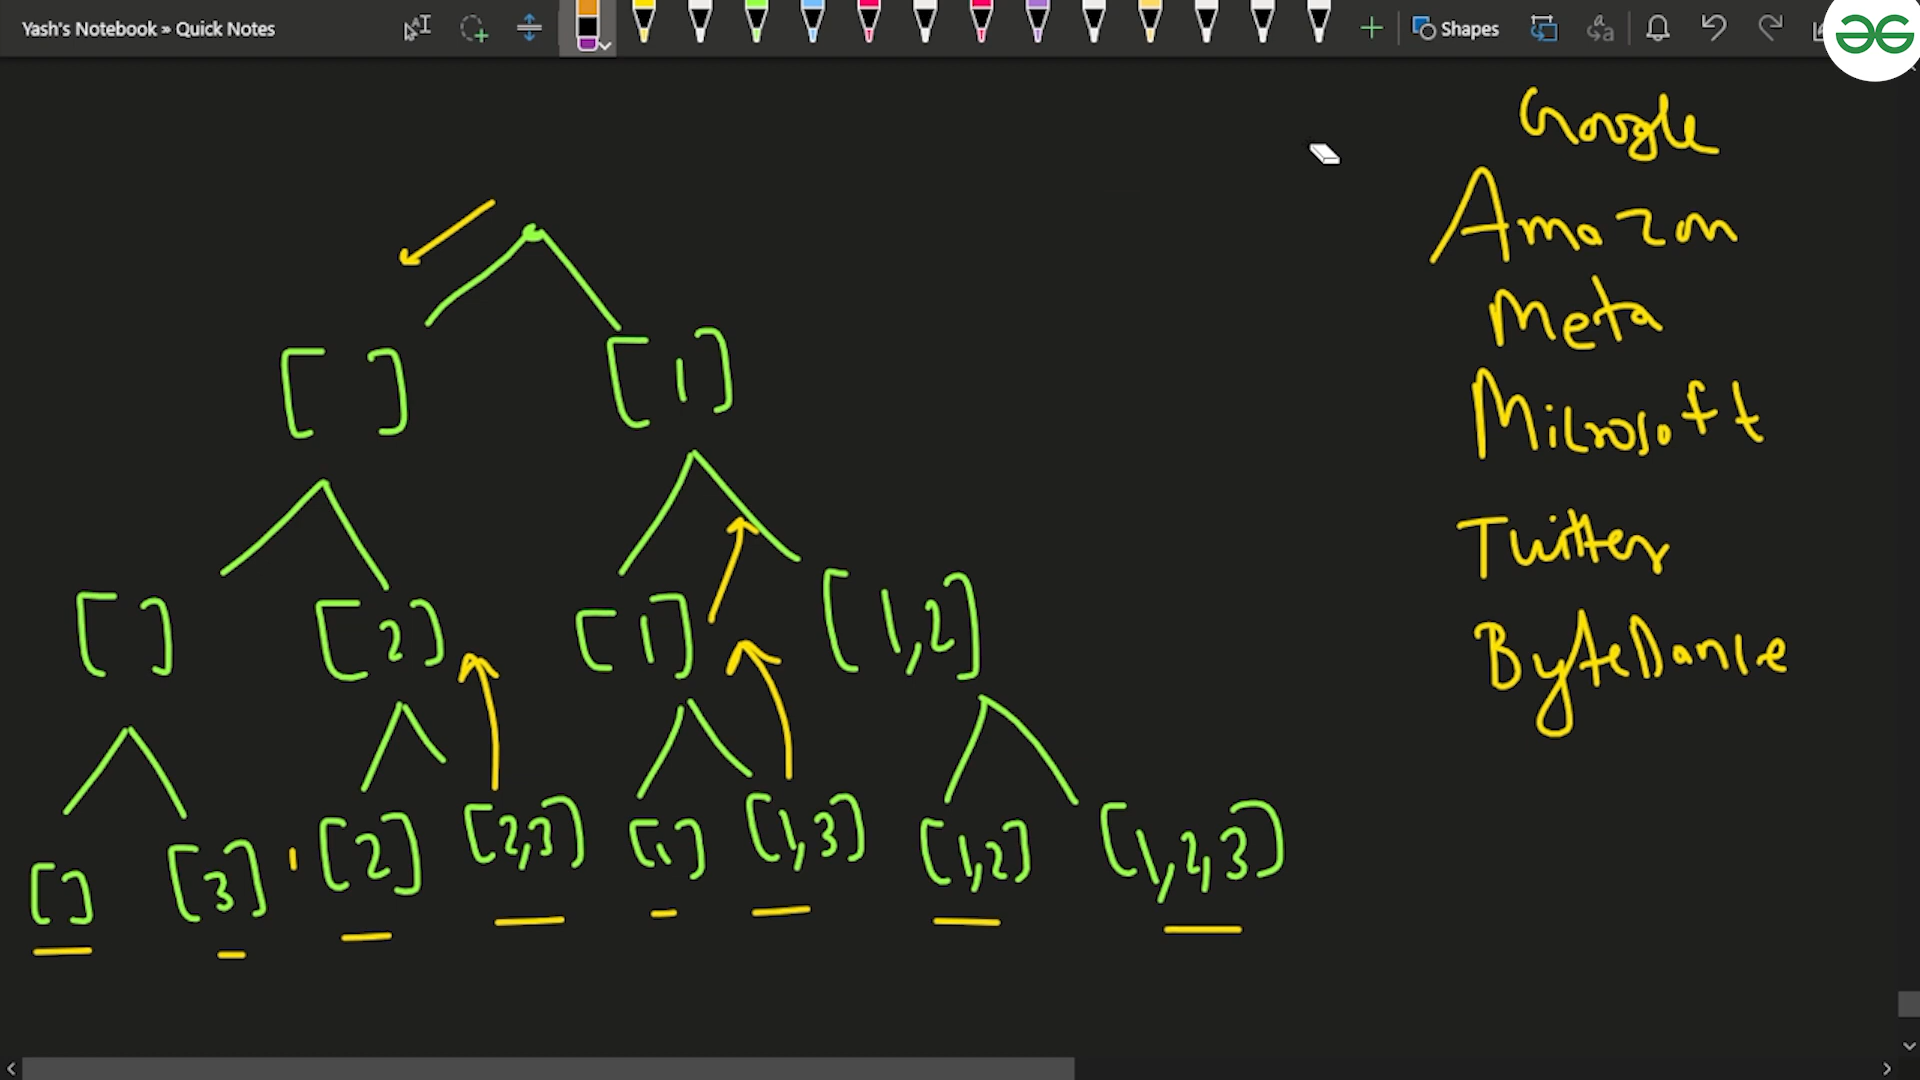 Yash's Notebook » Quick Notes
Shapes
Google
Amazon
Meta
Microsoft
Twitter
ByteDance
[ ] [1]
[ ] [2] [1] [1,2]
[ ] [3] [2] [2,3] [1] [1,3] [1,2] [1,2,3]